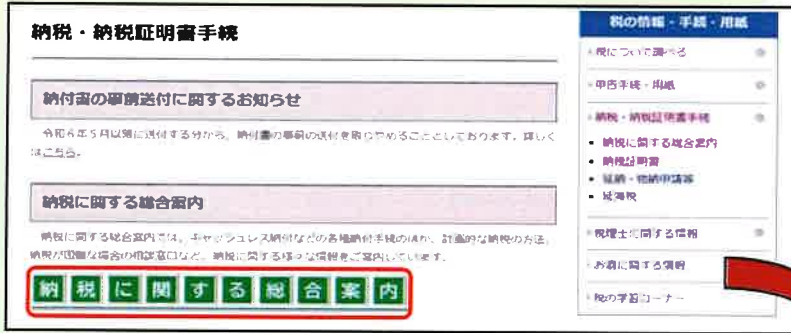 納税・納税証明書手続
納付書の事前送付に関するお知らせ
令和6年5月以降に送付する分から、納付書の事前の送付を取りやめることとしております。詳しく
はこちら。
納税に関する総合案内
納税に関する総合案内では、キャッシュレス納付などの各種納付手続のほか、計画的な納税の方法、
納税が困難な場合の相談窓口など、納税に関する様々な情報をご案内しています。
納税に関する総合案内
税の情報・手続・用紙
税について調べる
申告手続・用紙
納税・納税証明書手続
納税に関する総合案内
納税証明書
延納・物納申請等
延滞税
税理士に関する情報
お酒に関する情報
税の学習コーナー